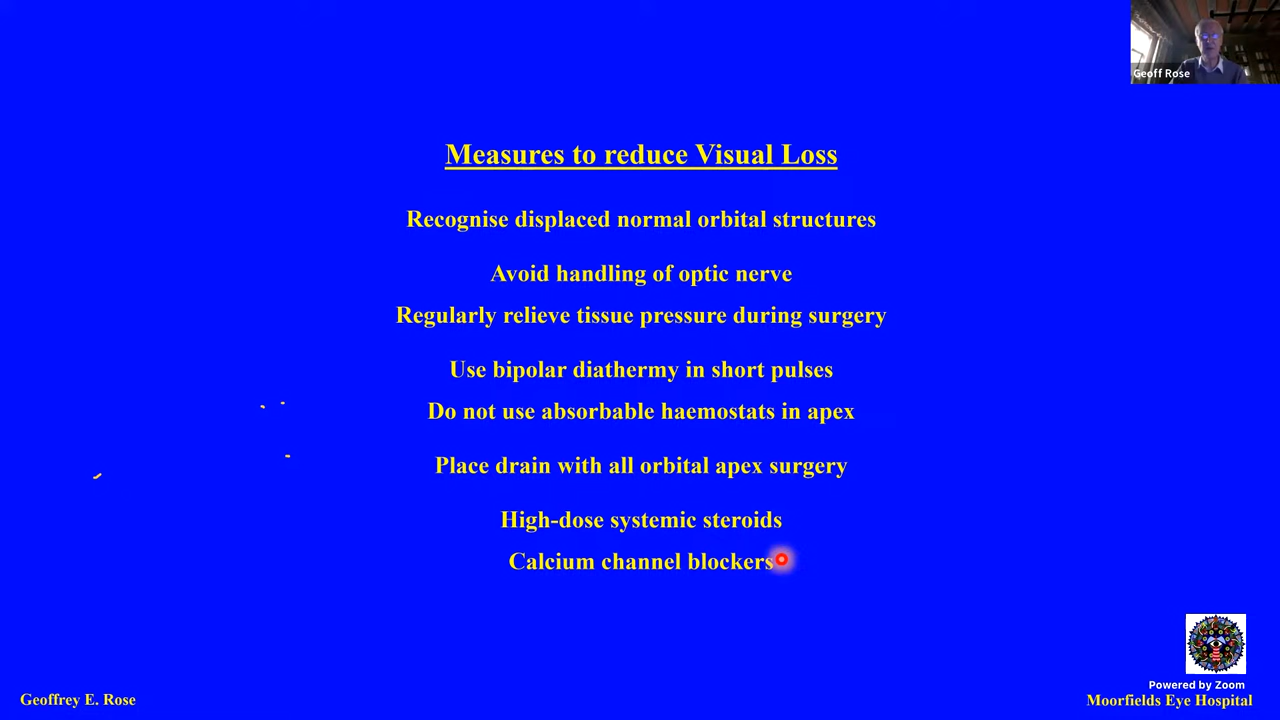 Geoff Rose
Measures to reduce Visual Loss
Recognise displaced normal orbital structures
Avoid handling of optic nerve
Regularly relieve tissue pressure during surgery
Use bipolar diathermy in short pulses
Do not use absorbable haemostats in apex
Place drain with all orbital apex surgery
High-dose systemic steroids
Calcium channel blockers
Powered by Zoom
Geoffrey E. Rose
Moorfields Eye Hospital